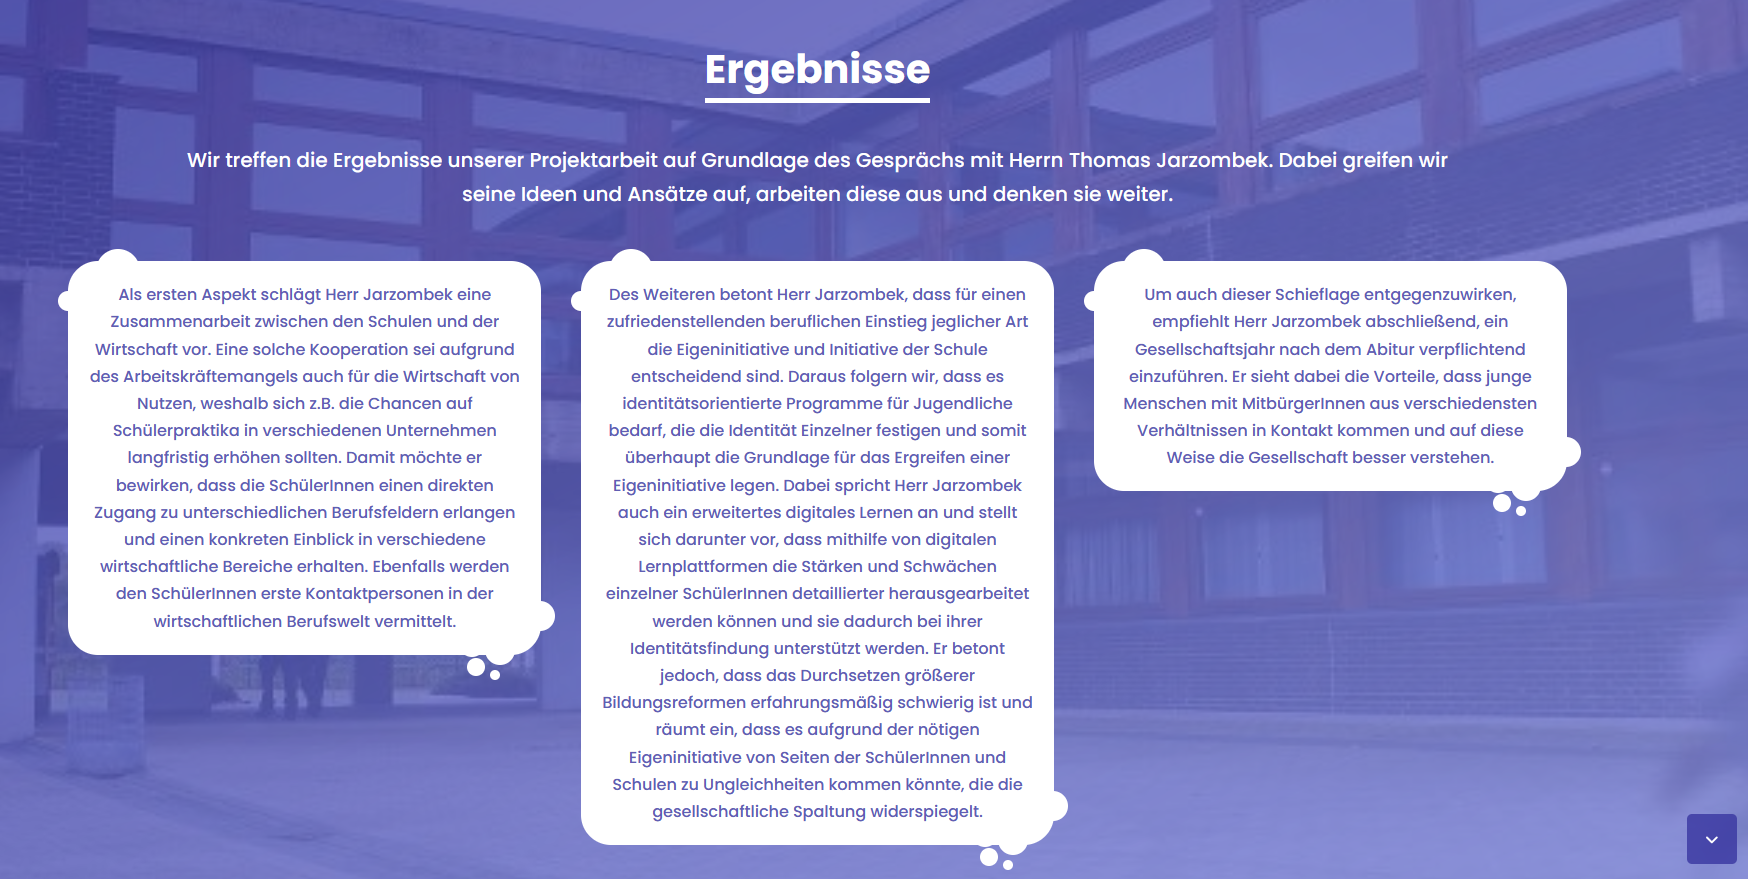 Ergebnisse
Wir treffen die Ergebnisse unserer Projektarbeit auf Grundlage des Gesprächs mit Herrn Thomas Jarzombek. Dabei greifen wir
seine Ideen und Ansätze auf, arbeiten diese aus und denken sie weiter.
Als ersten Aspekt schlägt Herr Jarzombek eine
Zusammenarbeit zwischen den Schulen und der
Wirtschaft vor. Eine solche Kooperation sei aufgrund
des Arbeitskräftemangels auch für die Wirtschaft von
Nutzen, weshalb sich z.B. die Chancen auf
Schülerpraktika in verschiedenen Unternehmen
langfristig erhöhen sollten. Damit möchte er
bewirken, dass die SchülerInnen einen direkten
Zugang zu unterschiedlichen Berufsfeldern erlangen
und einen konkreten Einblick in verschiedene
wirtschaftliche Bereiche erhalten. Ebenfalls werden
den SchülerInnen erste Kontaktpersonen in der
wirtschaftlichen Berufswelt vermittelt.
Des Weiteren betont Herr Jarzombek, dass für einen
zufriedenstellenden beruflichen Einstieg jeglicher Art
die Eigeninitiative und Initiative der Schule
entscheidend sind. Daraus folgern wir, dass es
identitätsorientierte Programme für Jugendliche
bedarf, die die Identität Einzelner festigen und somit
überhaupt die Grundlage für das Ergreifen einer
Eigeninitiative legen. Dabei spricht Herr Jarzombek
auch ein erweitertes digitales Lernen an und stellt
sich darunter vor, dass mithilfe von digitalen
Lernplattformen die Stärken und Schwächen
einzelner SchülerInnen detaillierter herausgearbeitet
werden können und sie dadurch bei ihrer
Identitätsfindung unterstützt werden. Er betont
jedoch, dass das Durchsetzen größerer
Bildungsreformen erfahrungsmäßig schwierig ist und
räumt ein, dass es aufgrund der nötigen
Eigeninitiative von Seiten der SchülerInnen und
Schulen zu Ungleichheiten kommen könnte, die die
gesellschaftliche Spaltung widerspiegelt.
Um auch dieser Schieflage entgegenzuwirken,
empfiehlt Herr Jarzombek abschließend, ein
Gesellschaftsjahr nach dem Abitur verpflichtend
einzuführen. Er sieht dabei die Vorteile, dass junge
Menschen mit MitbürgerInnen aus verschiedensten
Verhältnissen in Kontakt kommen und auf diese
Weise die Gesellschaft besser verstehen.